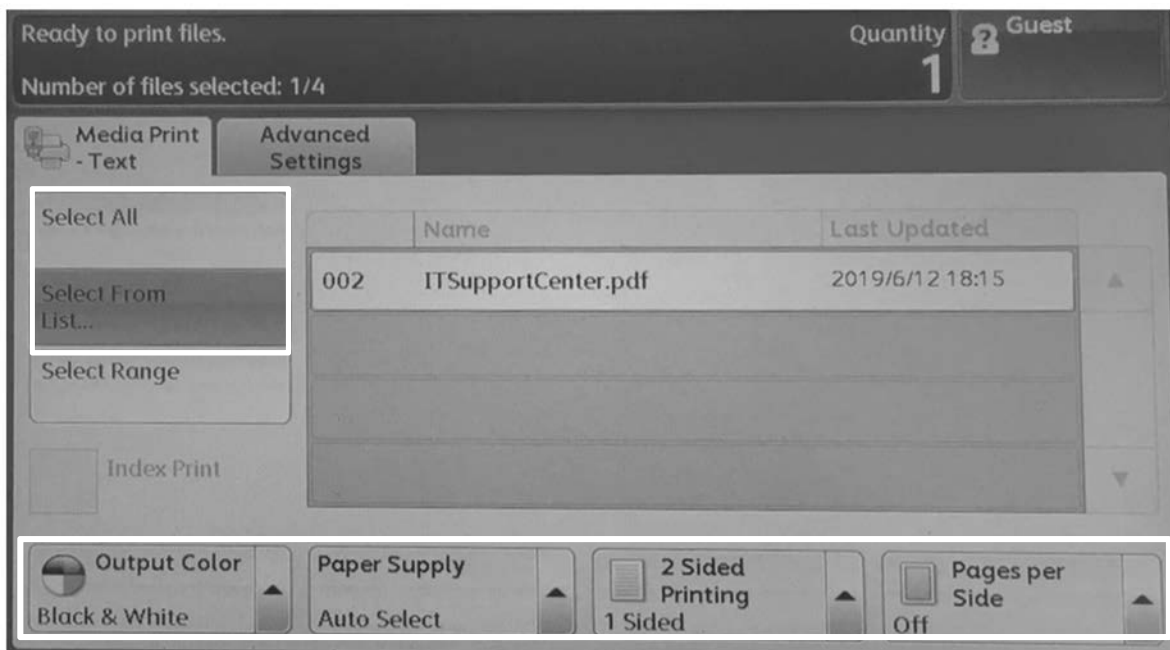 Ready to print files.
Quantity
Guest
Number of files selected: 1/4
1
Media Print
- Text
Advanced
Settings
Select All
Name
Last Updated
002
ITSupportCenter.pdf
2019/6/12 18:15
Select From
List...
Select Range
Index Print
Output Color
Black & White
Paper Supply
Auto Select
2 Sided
Printing
1 Sided
Pages per
Side
Off